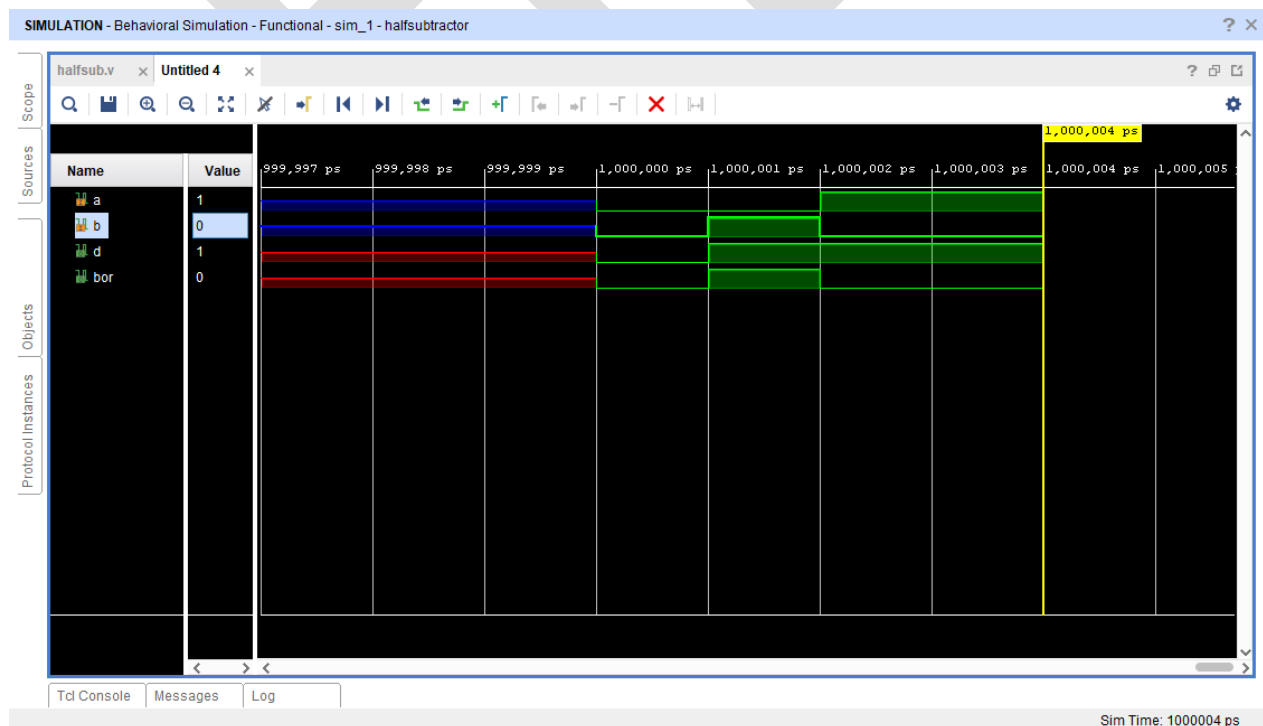 SIMULATION - Behavioral Simulation - Functional - sim_1 - halfsubtractor
halfsub.v
Untitled 4
Scope
Sources
Objects
Protocol Instances
1,000,004 ps
Name Value 999,997 ps 999,998 ps 999,999 ps 1,000,000 ps 1,000,001 ps 1,000,002 ps 1,000,003 ps 1,000,004 ps 1,000,005
a 1
b 0
d 1
bor 0
Tcl Console Messages Log
Sim Time: 1000004 ps